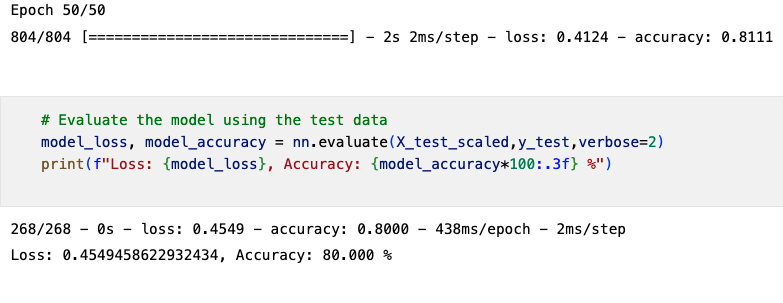 Epoch 50/50
804/804 [==============================] - 2s 2ms/step - loss: 0.4124 - accuracy: 0.8111
# Evaluate the model using the test data
model_loss, model_accuracy = nn.evaluate(X_test_scaled,y_test,verbose=2)
print(f"Loss: {model_loss}, Accuracy: {model_accuracy*100:.3f} %")
268/268 - 0s - loss: 0.4549 - accuracy: 0.8000 - 438ms/epoch - 2ms/step
Loss: 0.4549458622932434, Accuracy: 80.000 %